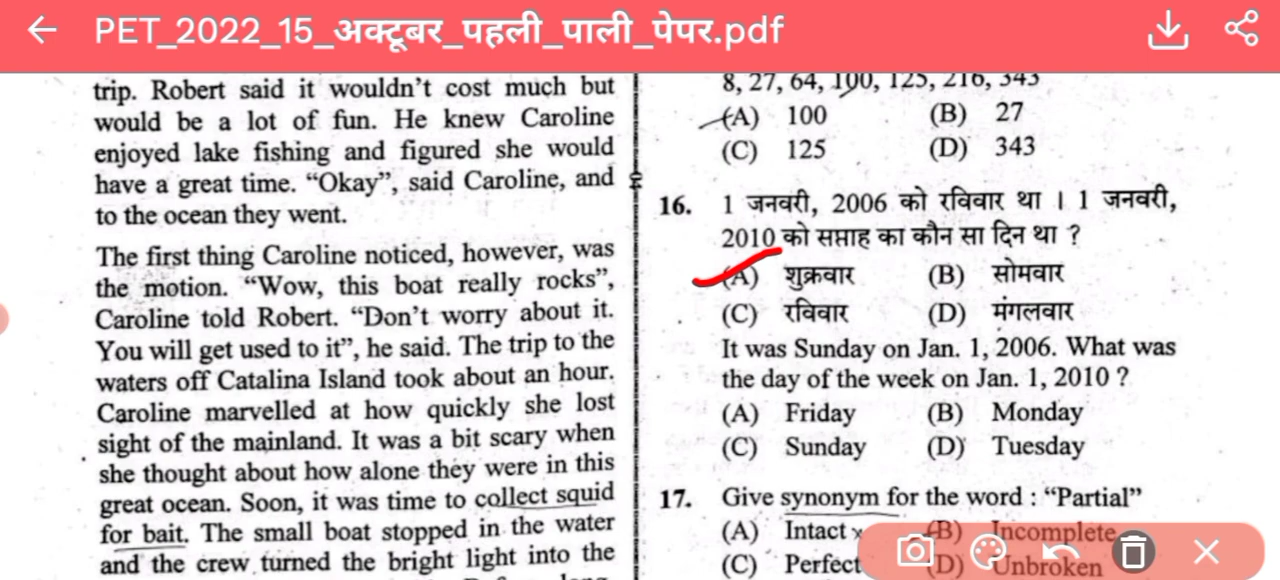 PET_2022_15_अक्टूबर_पहली_पाली_पेपर.pdf
trip. Robert said it wouldn't cost much but
would be a lot of fun. He knew Caroline
enjoyed lake fishing and figured she would
have a great time. “Okay”, said Caroline, and
to the ocean they went.
The first thing Caroline noticed, however, was
the motion. “Wow, this boat really rocks”,
Caroline told Robert. “Don't worry about it.
You will get used to it”, he said. The trip to the
waters off Catalina Island took about an hour.
Caroline marvelled at how quickly she lost
sight of the mainland. It was a bit scary when
she thought about how alone they were in this
great ocean. Soon, it was time to collect squid
for bait. The small boat stopped in the water
and the crew turned the bright light into the
8, 27, 64, 100, 125, 216, 343
(A) 100 (B) 27
(C) 125 (D) 343
16. 1 जनवरी, 2006 को रविवार था । 1 जनवरी,
2010 को सप्ताह का कौन सा दिन था ?
(A) शुक्रवार (B) सोमवार
(C) रविवार (D) मंगलवार
It was Sunday on Jan. 1, 2006. What was
the day of the week on Jan. 1, 2010 ?
(A) Friday (B) Monday
(C) Sunday (D) Tuesday
17. Give synonym for the word : “Partial”
(A) Intact (B) Incomplete
(C) Perfect (D) Unbroken